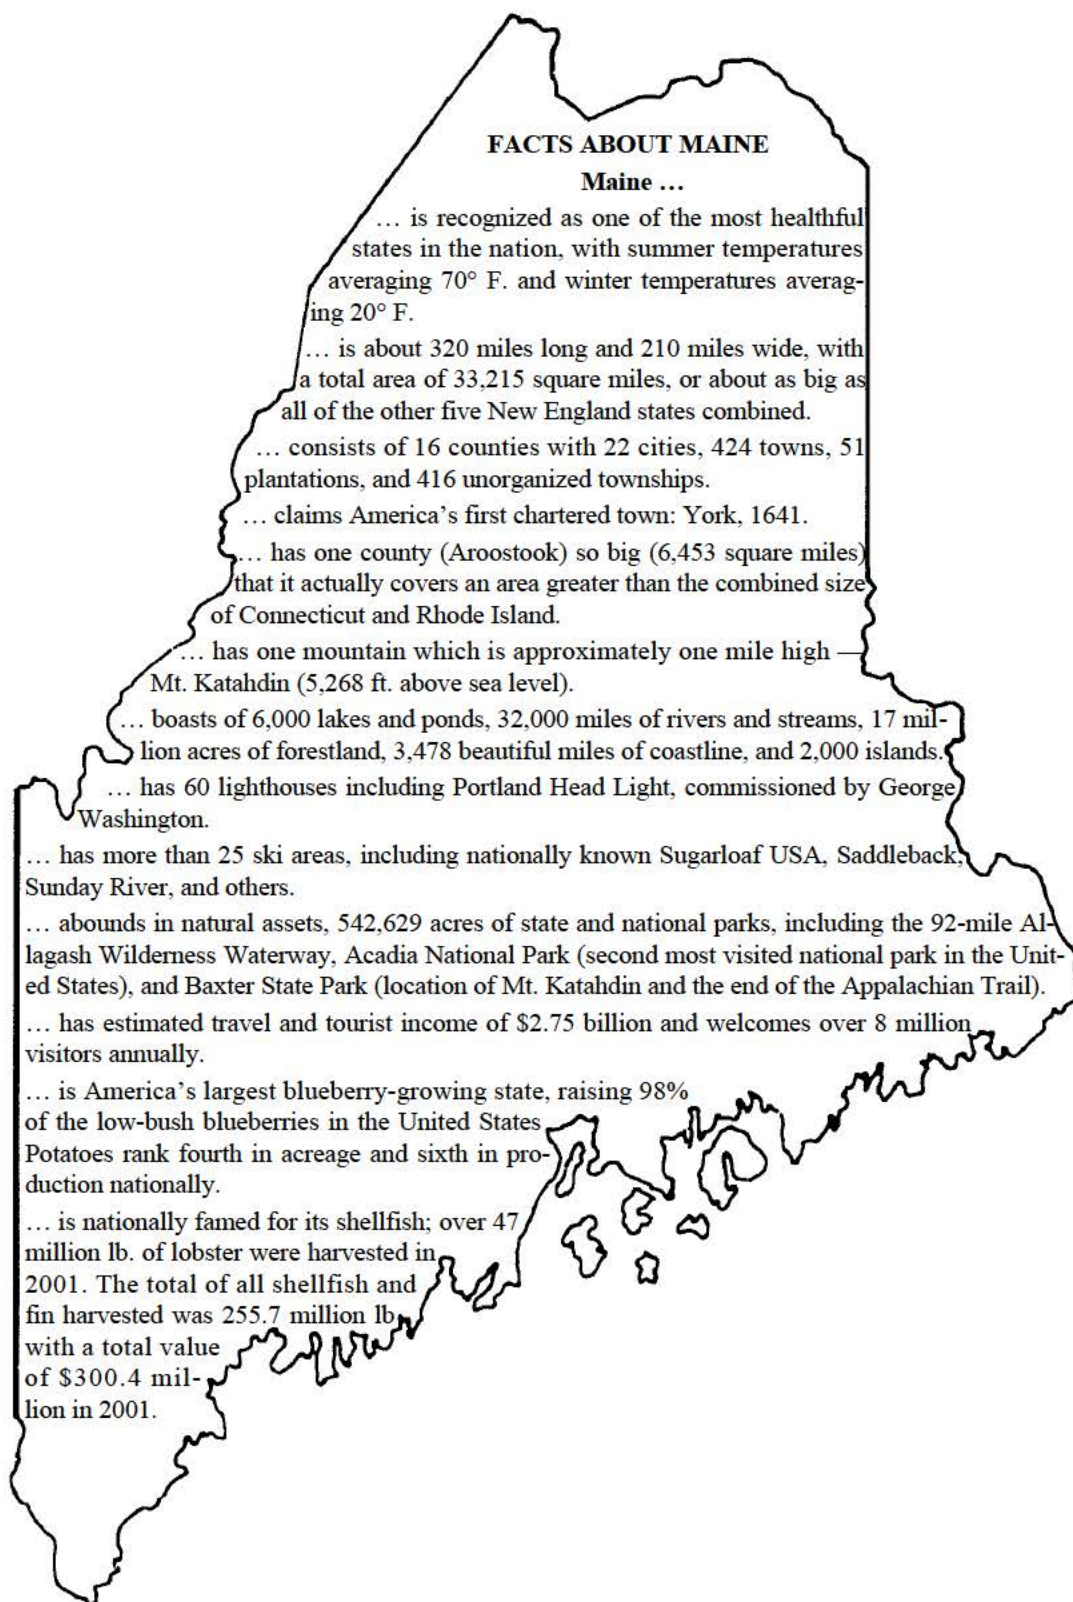 FACTS ABOUT MAINE
Maine …
… is recognized as one of the most healthful
states in the nation, with summer temperatures
averaging 70° F. and winter temperatures averag-
ing 20° F.
… is about 320 miles long and 210 miles wide, with
a total area of 33,215 square miles, or about as big as
all of the other five New England states combined.
… consists of 16 counties with 22 cities, 424 towns, 51
plantations, and 416 unorganized townships.
… claims America’s first chartered town: York, 1641.
… has one county (Aroostook) so big (6,453 square miles)
that it actually covers an area greater than the combined size
of Connecticut and Rhode Island.
… has one mountain which is approximately one mile high —
Mt. Katahdin (5,268 ft. above sea level).
… boasts of 6,000 lakes and ponds, 32,000 miles of rivers and streams, 17 mil-
lion acres of forestland, 3,478 beautiful miles of coastline, and 2,000 islands.
… has 60 lighthouses including Portland Head Light, commissioned by George
Washington.
… has more than 25 ski areas, including nationally known Sugarloaf USA, Saddleback,
Sunday River, and others.
… abounds in natural assets, 542,629 acres of state and national parks, including the 92-mile Al-
lagash Wilderness Waterway, Acadia National Park (second most visited national park in the Unit-
ed States), and Baxter State Park (location of Mt. Katahdin and the end of the Appalachian Trail).
… has estimated travel and tourist income of $2.75 billion and welcomes over 8 million
visitors annually.
… is America’s largest blueberry-growing state, raising 98%
of the low-bush blueberries in the United States
Potatoes rank fourth in acreage and sixth in pro-
duction nationally.
… is nationally famed for its shellfish; over 47
million lb. of lobster were harvested in
2001. The total of all shellfish and
fin harvested was 255.7 million lb
with a total value
of $300.4 mil-
lion in 2001.